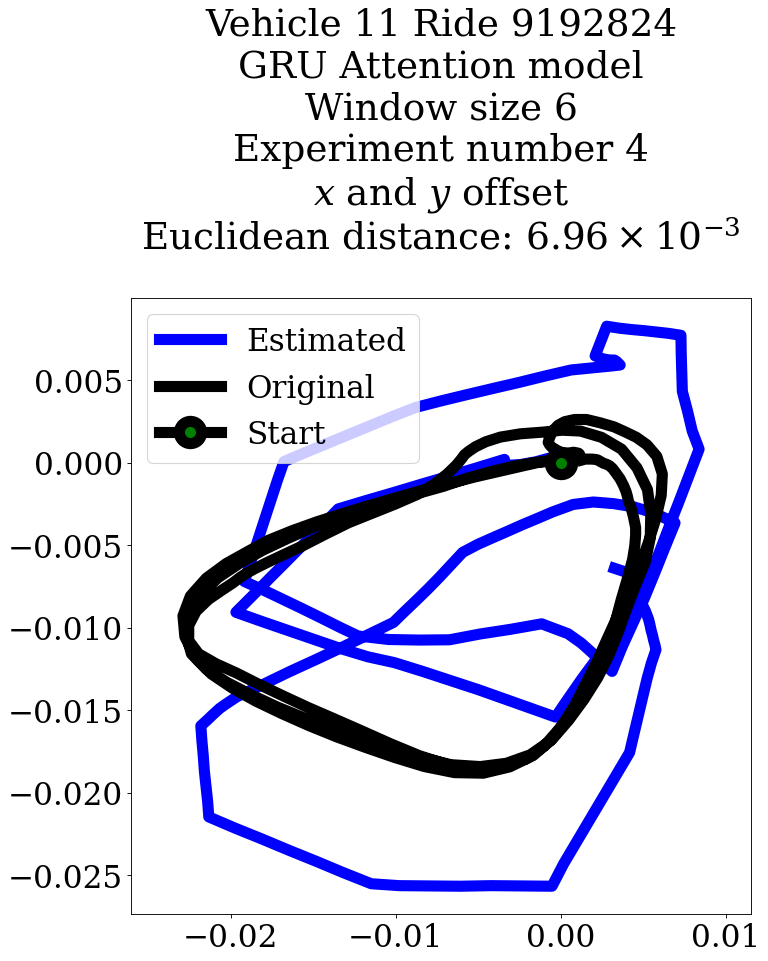 Vehicle 11 Ride 9192824
GRU Attention model
Window size 6
Experiment number 4
x and y offset
Euclidean distance: 6.96 × 10⁻³
Estimated
Original
Start
0.005
0.000
−0.005
−0.010
−0.015
−0.020
−0.025
−0.02 −0.01 0.00 0.01